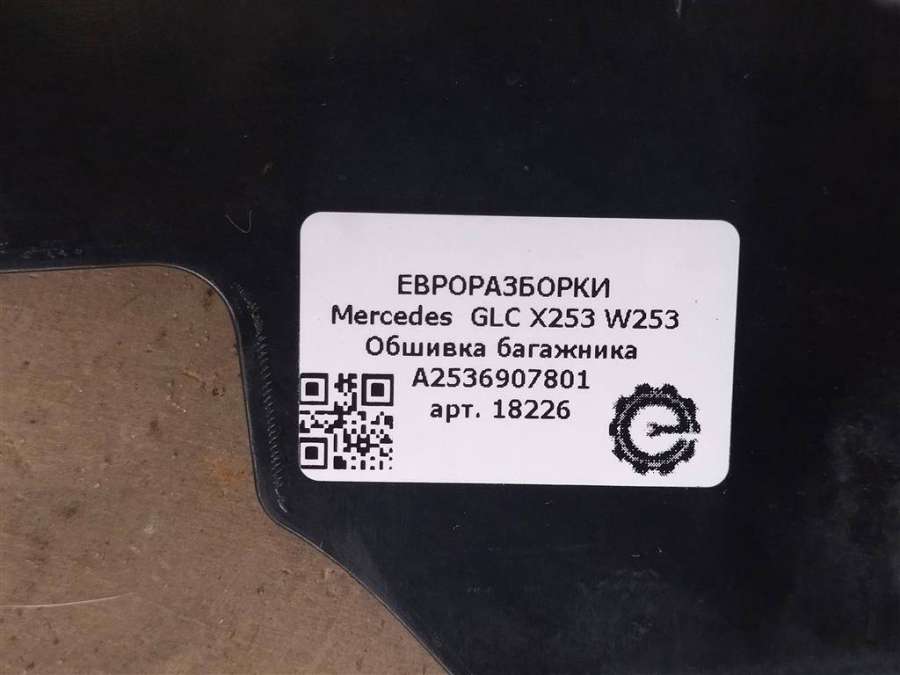 ЕВРОРАЗБОРКИ
Mercedes GLC X253 W253
Обшивка багажника
A2536907801
арт. 18226